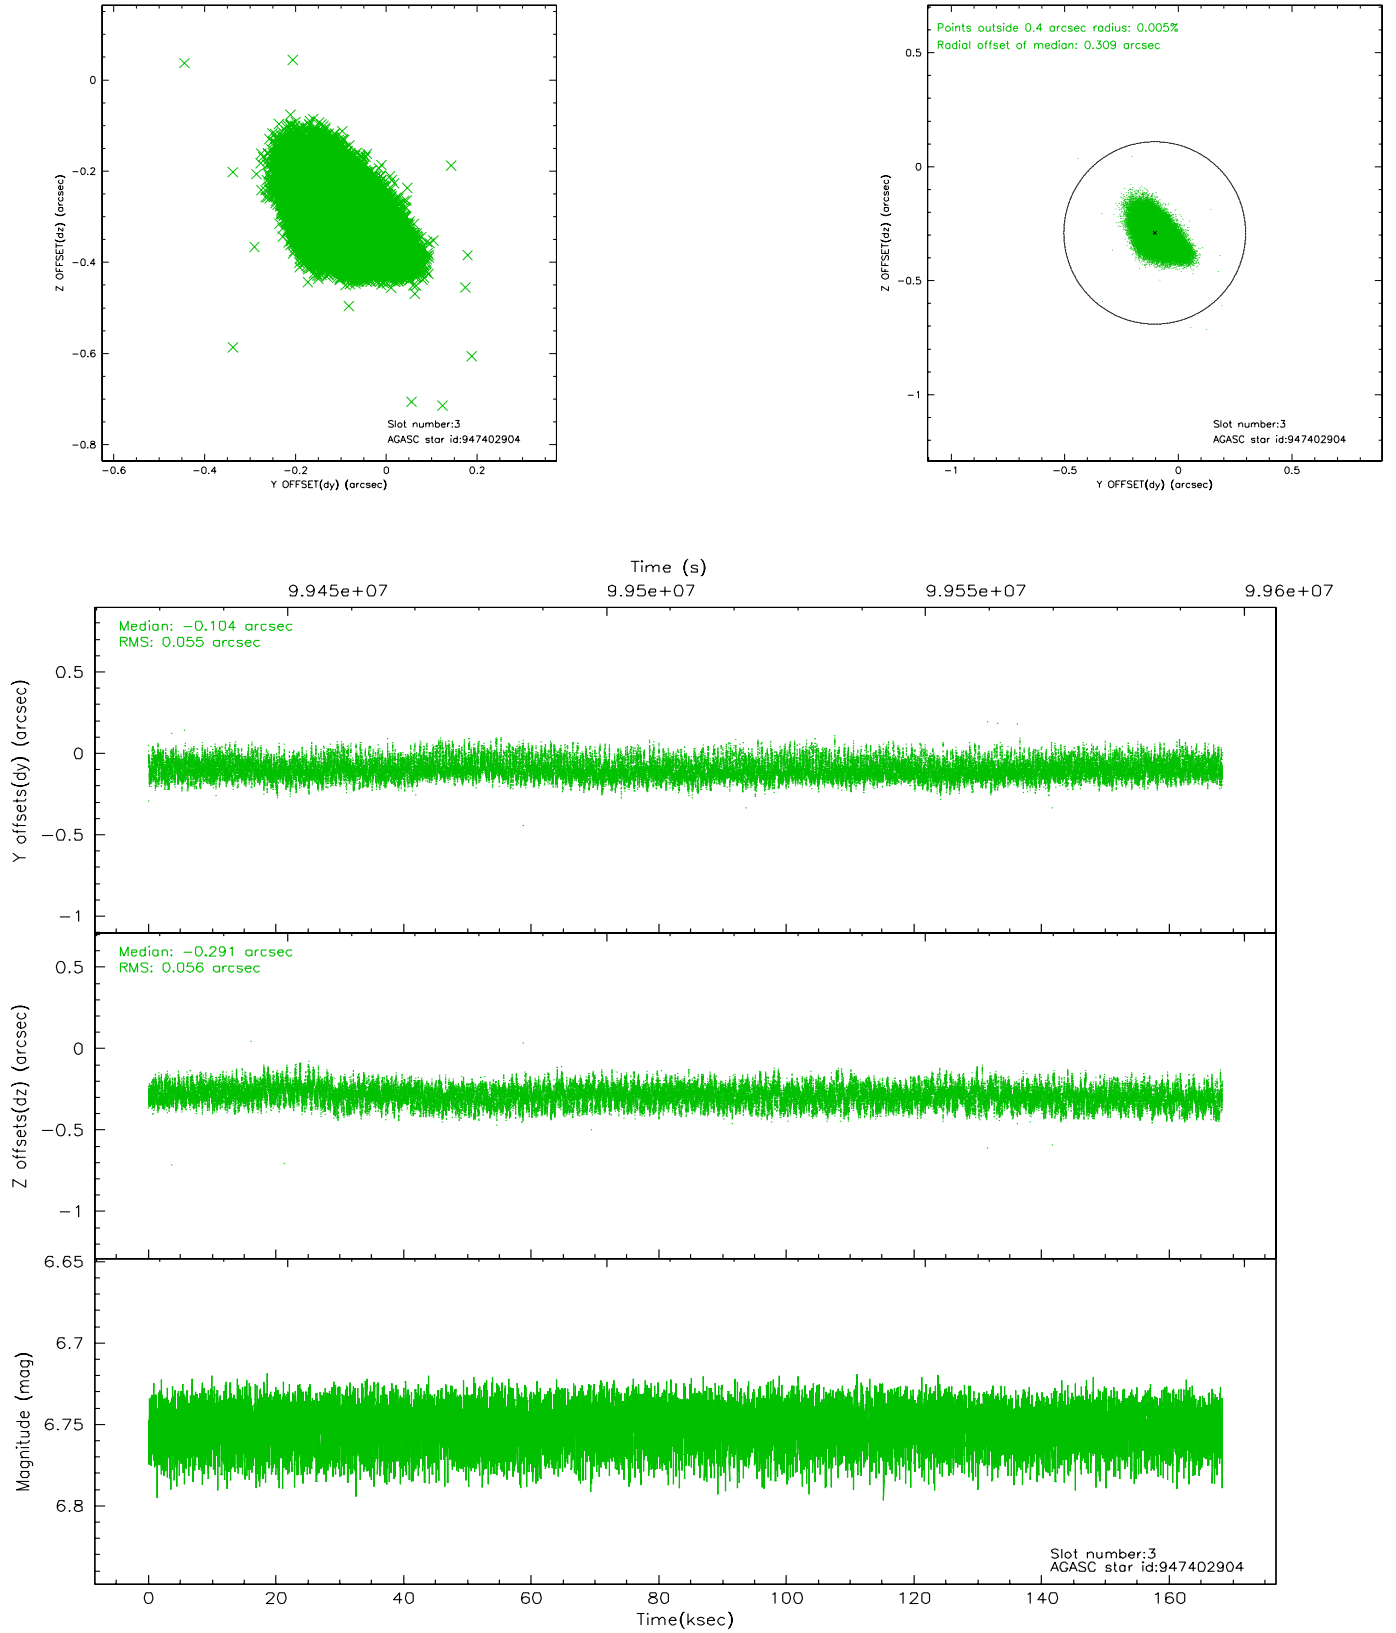 0
−0.2
−0.4
−0.6
−0.8
Z OFFSET(dz) (arcsec)
Slot number:3
AGASC star id:947402904
−0.6 −0.4 −0.2 0 0.2
Y OFFSET(dy) (arcsec)
Points outside 0.4 arcsec radius: 0.005%
Radial offset of median: 0.309 arcsec
0.5
0
−0.5
−1
Z OFFSET(dz) (arcsec)
Slot number:3
AGASC star id:947402904
−1 −0.5 0 0.5
Y OFFSET(dy) (arcsec)
Time (s)
9.945e+07 9.95e+07 9.955e+07 9.96e+07
Median: −0.104 arcsec
RMS: 0.055 arcsec
0.5
0
−0.5
−1
Y offsets(dy) (arcsec)
Median: −0.291 arcsec
RMS: 0.056 arcsec
0.5
0
−0.5
−1
Z offsets(dz) (arcsec)
6.65
6.7
6.75
6.8
Magnitude (mag)
Slot number:3
AGASC star id:947402904
0 20 40 60 80 100 120 140 160
Time(ksec)